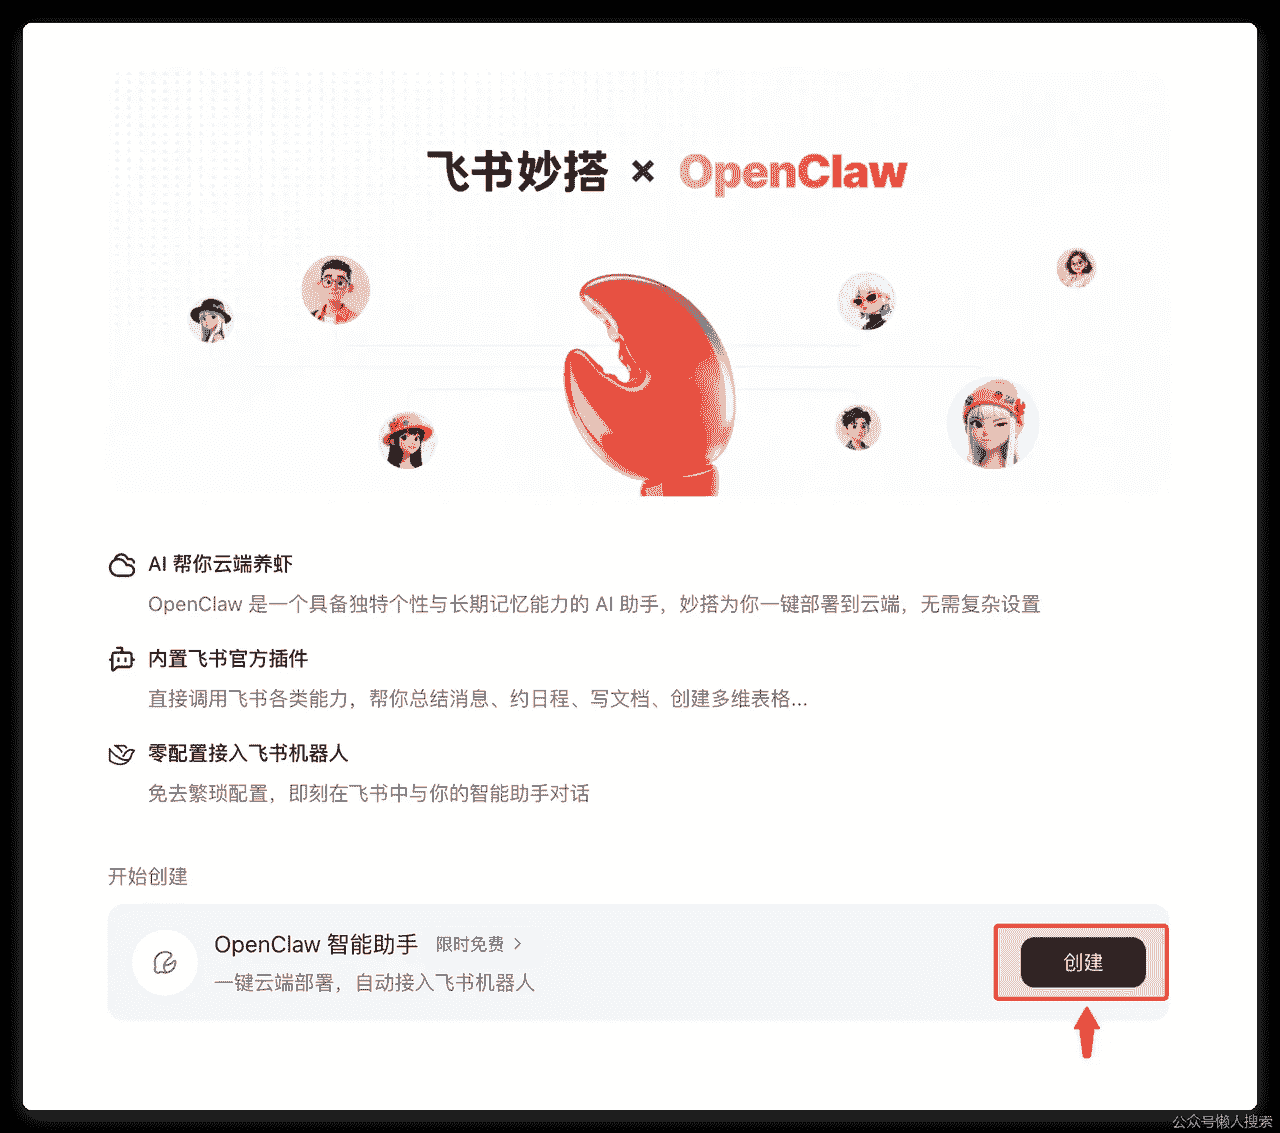 飞书妙搭 × OpenClaw
AI 帮你云端养虾
OpenClaw 是一个具备独特个性与长期记忆能力的 AI 助手，妙搭为你一键部署到云端，无需复杂设置
内置飞书官方插件
直接调用飞书各类能力，帮你总结消息、约日程、写文档、创建多维表格...
零配置接入飞书机器人
免去繁琐配置，即刻在飞书中与你的智能助手对话
开始创建
OpenClaw 智能助手 限时免费 >
一键云端部署，自动接入飞书机器人
创建
公众号懒人搜索